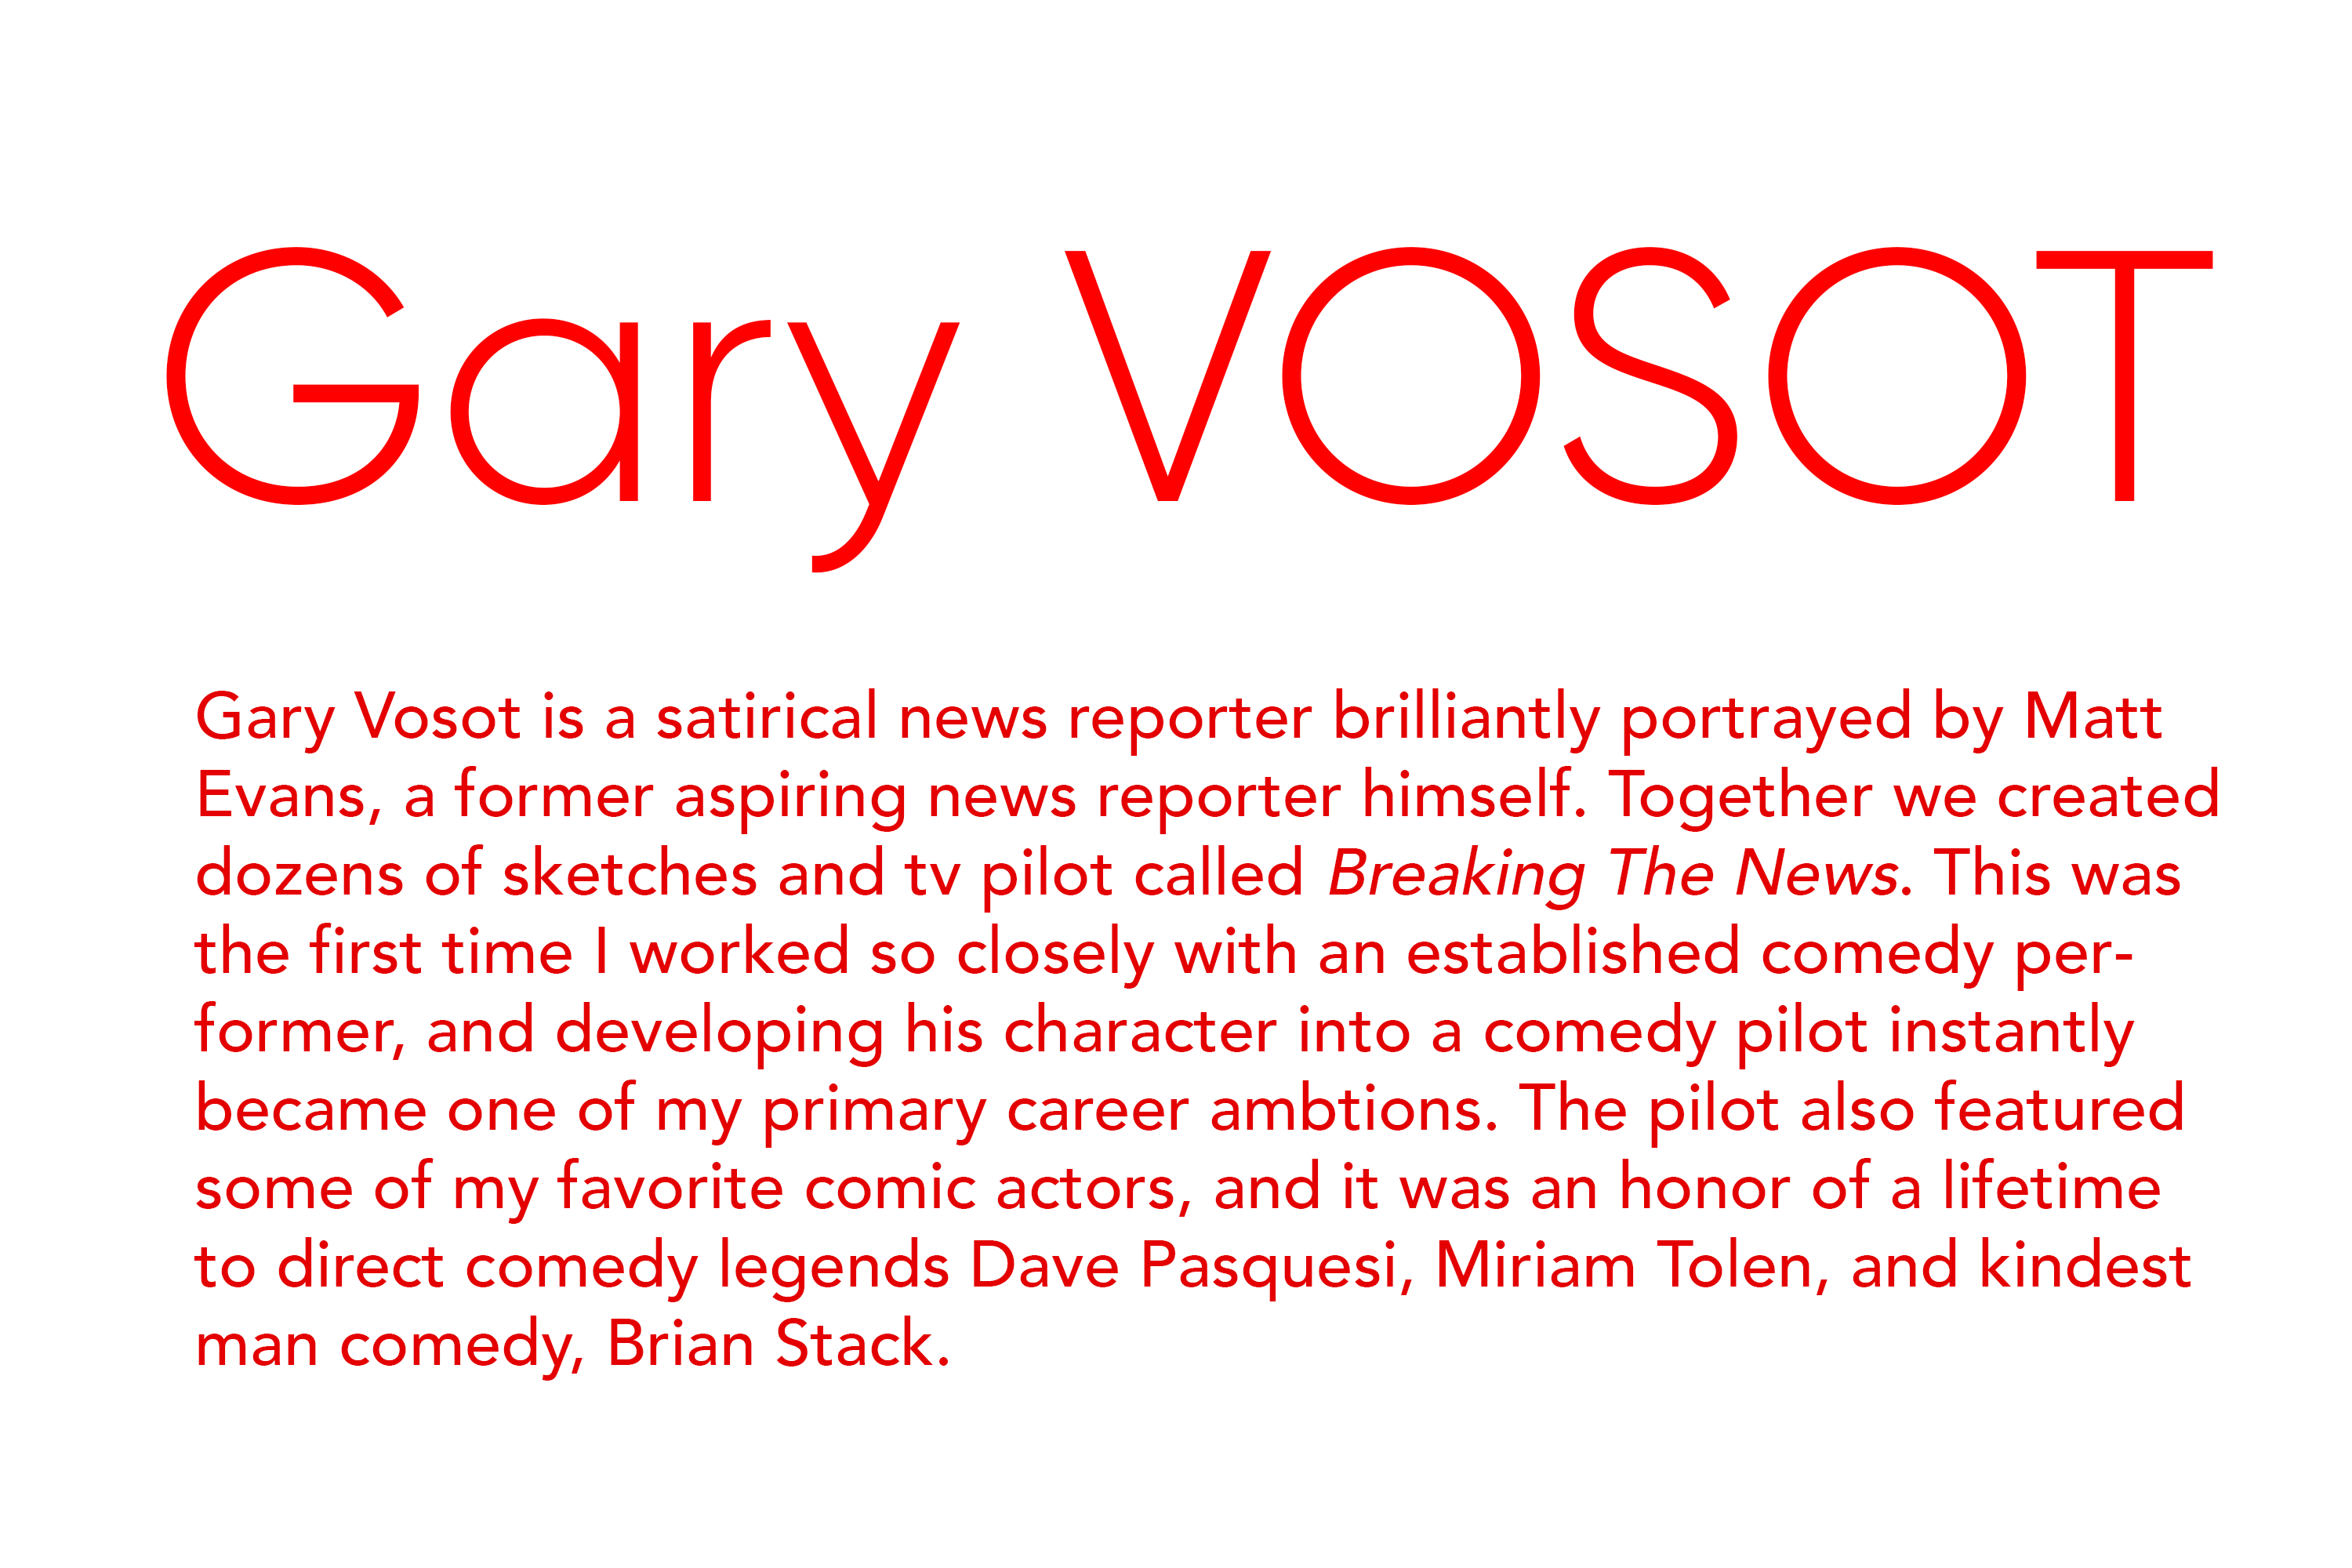 Gary VOSOT
Gary Vosot is a satirical news reporter brilliantly portrayed by Matt
Evans, a former aspiring news reporter himself. Together we created
dozens of sketches and tv pilot called Breaking The News. This was
the first time I worked so closely with an established comedy per-
former, and developing his character into a comedy pilot instantly
became one of my primary career ambtions. The pilot also featured
some of my favorite comic actors, and it was an honor of a lifetime
to direct comedy legends Dave Pasquesi, Miriam Tolen, and kindest
man comedy, Brian Stack.